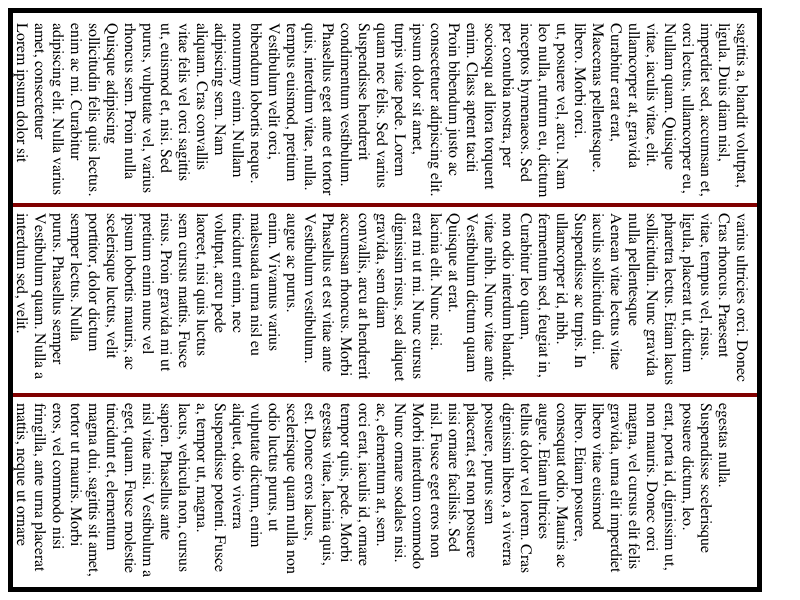 Lorem ipsum dolor sit
amet, consectetuer
adipiscing elit. Nulla varius
enim ac mi. Curabitur
sollicitudin felis quis lectus.
Quisque adipiscing
rhoncus sem. Proin nulla
purus, vulputate vel, varius
ut, euismod et, nisi. Sed
vitae felis vel orci sagittis
aliquam. Cras convallis
adipiscing sem. Nam
nonummy enim. Nullam
bibendum lobortis neque.
Vestibulum velit orci,
tempus euismod, pretium
quis, interdum vitae, nulla.
Phasellus eget ante et tortor
condimentum vestibulum.
Suspendisse hendrerit
quam nec felis. Sed varius
turpis vitae pede. Lorem
ipsum dolor sit amet,
consectetuer adipiscing elit.
Proin bibendum justo ac
enim. Class aptent taciti
sociosqu ad litora torquent
per conubia nostra, per
inceptos hymenaeos. Sed
leo nulla, rutrum eu, dictum
ut, posuere vel, arcu. Nam
libero. Morbi orci.
Maecenas pellentesque.
Curabitur erat erat,
ullamcorper at, gravida
vitae, iaculis vitae, elit.
Nullam quam. Quisque
orci lectus, ullamcorper eu,
imperdiet sed, accumsan et,
ligula. Duis diam nisl,
sagittis a, blandit volutpat,
interdum sed, velit.
Vestibulum quam. Nulla a
purus. Phasellus semper
semper lectus. Nulla
porttitor, dolor dictum
scelerisque luctus, velit
ipsum lobortis mauris, ac
pretium enim nunc vel
risus. Proin gravida mi ut
sem cursus mattis. Fusce
laoreet, nisi quis luctus
volutpat, arcu pede
tincidunt enim, nec
malesuada urna nisl eu
enim. Vivamus varius
augue ac purus.
Vestibulum vestibulum.
Phasellus et est vitae ante
accumsan rhoncus. Morbi
convallis, arcu at hendrerit
gravida, sem diam
dignissim risus, sed aliquet
erat mi ut mi. Nunc cursus
lacinia elit. Nunc nisi.
Quisque at erat.
Vestibulum dictum quam
vitae nibh. Nunc vitae ante
non odio interdum blandit.
Curabitur leo quam,
fermentum sed, feugiat in,
ullamcorper id, nibh.
Suspendisse ac turpis. In
iaculis sollicitudin dui.
Aenean vitae lectus vitae
nulla pellentesque
sollicitudin. Nunc gravida
pharetra lectus. Etiam lacus
ligula, placerat ut, dictum
vitae, tempus vel, risus.
Cras rhoncus. Praesent
varius ultricies orci. Donec
mattis, neque ut ornare
fringilla, ante urna placerat
eros, vel commodo nisi
tortor ut mauris. Morbi
magna dui, sagittis sit amet,
tincidunt et, elementum
eget, quam. Fusce molestie
nisl vitae nisi. Vestibulum a
sapien. Phasellus ante
lacus, vehicula non, cursus
a, tempor ut, magna.
Suspendisse potenti. Fusce
aliquet, odio viverra
vulputate dictum, enim
odio luctus purus, ut
scelerisque quam nulla non
est. Donec eros lacus,
egestas vitae, lacinia quis,
tempor quis, pede. Morbi
orci erat, iaculis id, ornare
ac, elementum at, sem.
Nunc ornare sodales nisi.
Morbi interdum commodo
nisl. Fusce eget eros non
nisi ornare facilisis. Sed
placerat, est non posuere
posuere, purus sem
dignissim libero, a viverra
tellus dolor vel lorem. Cras
augue. Etiam ultricies
consequat odio. Mauris ac
libero. Etiam posuere,
libero vitae euismod
gravida, urna elit imperdiet
magna, vel cursus elit felis
non mauris. Donec orci
erat, porta id, dignissim ut,
posuere dictum, leo.
Suspendisse scelerisque
egestas nulla.